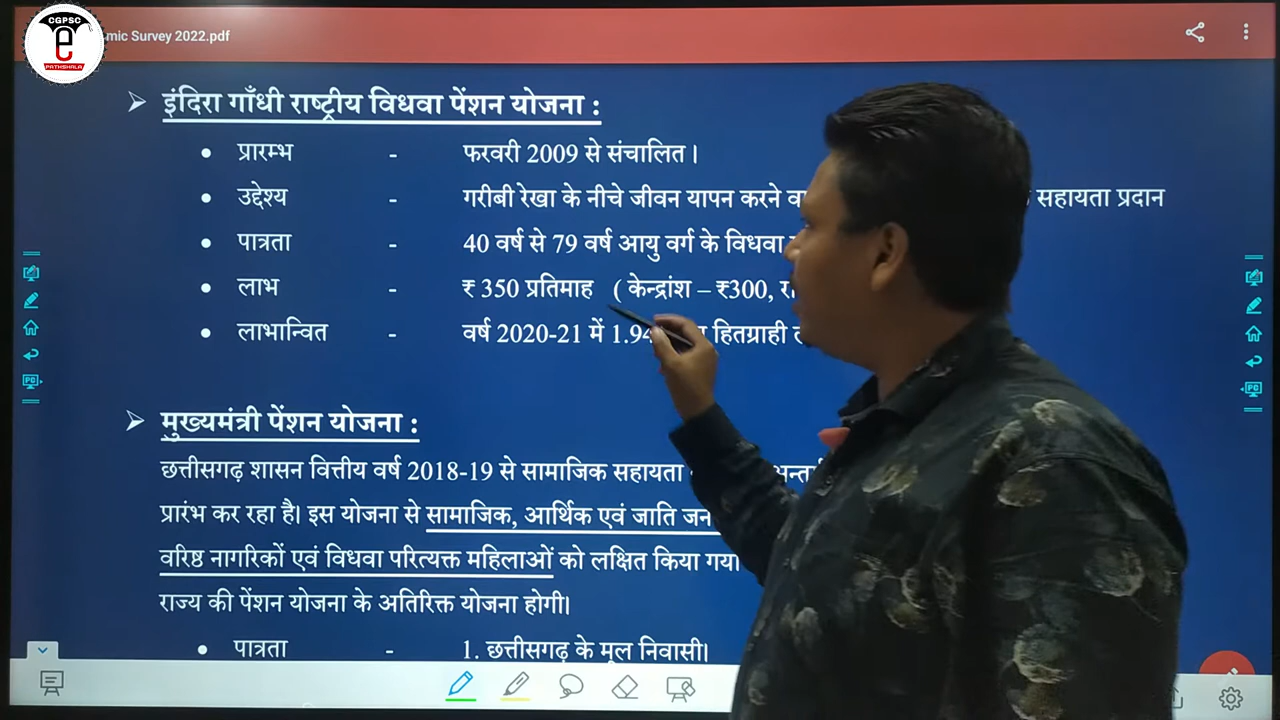 CGPSC
e
PATHSHALA
mic Survey 2022.pdf
➢ इंदिरा गाँधी राष्ट्रीय विधवा पेंशन योजना :
• प्रारम्भ - फरवरी 2009 से संचालित।
• उद्देश्य - गरीबी रेखा के नीचे जीवन यापन करने सहायता प्रदान
• पात्रता - 40 वर्ष से 79 वर्ष आयु वर्ग के विधवा
• लाभ - ₹ 350 प्रतिमाह ( केन्द्रांश – ₹300,
• लाभान्वित - वर्ष 2020-21 में 1.94 हितग्राही
➢ मुख्यमंत्री पेंशन योजना :
छत्तीसगढ़ शासन वित्तीय वर्ष 2018-19 से सामाजिक सहायता
प्रारंभ कर रहा है। इस योजना से सामाजिक, आर्थिक एवं जाति जन
वरिष्ठ नागरिकों एवं विधवा परित्यक्त महिलाओं को लक्षित किया गया
राज्य की पेंशन योजना के अतिरिक्त योजना होगी।
• पात्रता - 1. छत्तीसगढ़ के मूल निवासी।